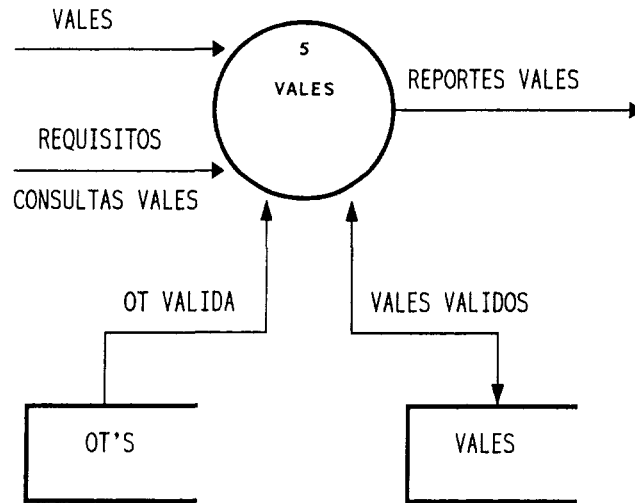 VALES
5
VALES
REPORTES VALES
REQUISITOS
CONSULTAS VALES
OT VALIDA
VALES VALIDOS
OT'S
VALES